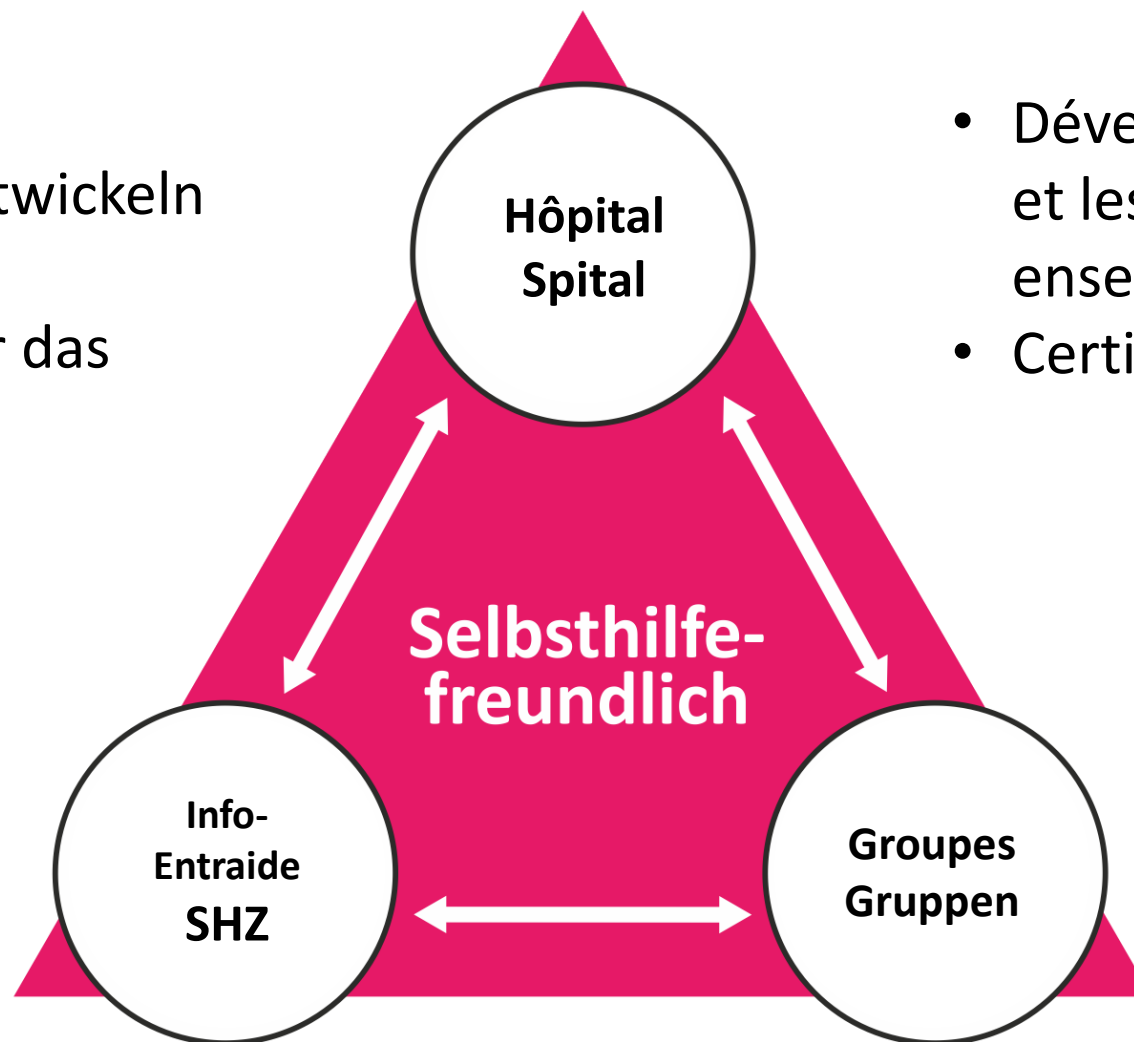 twickeln
r das
Hôpital
Spital
• Déve
et les
ense
• Certi
Selbsthilfe-
freundlich
Info-
Entraide
SHZ
Groupes
Gruppen